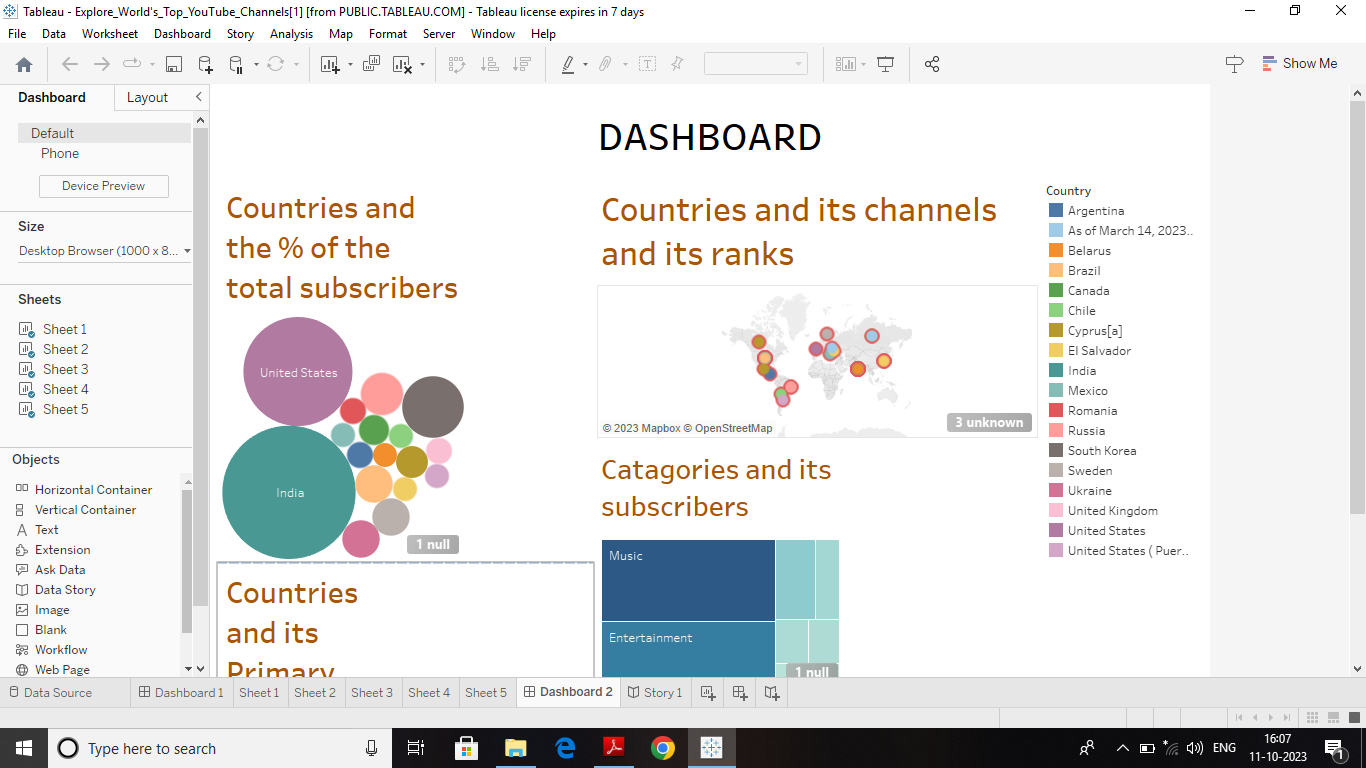 Tableau - Explore_World's_Top_YouTube_Channels[1] [from PUBLIC.TABLEAU.COM] - Tableau license expires in 7 days
File Data Worksheet Dashboard Story Analysis Map Format Server Window Help
Show Me
Dashboard Layout
Default
Phone
Device Preview
Size
Desktop Browser (1000 x 8...
Sheets
Sheet 1
Sheet 2
Sheet 3
Sheet 4
Sheet 5
Objects
Horizontal Container
Vertical Container
Text
Extension
Ask Data
Data Story
Image
Blank
Workflow
Web Page
DASHBOARD
Countries and
the % of the
total subscribers
United States
India
1 null
Countries
and its
Primary
Countries and its channels
and its ranks
© 2023 Mapbox © OpenStreetMap
3 unknown
Catagories and its
subscribers
Music
Entertainment
1 null
Country
Argentina
As of March 14, 2023..
Belarus
Brazil
Canada
Chile
Cyprus[a]
El Salvador
India
Mexico
Romania
Russia
South Korea
Sweden
Ukraine
United Kingdom
United States
United States ( Puer..
Data Source Dashboard 1 Sheet 1 Sheet 2 Sheet 3 Sheet 4 Sheet 5 Dashboard 2 Story 1
Type here to search
ENG
16:07
11-10-2023
1